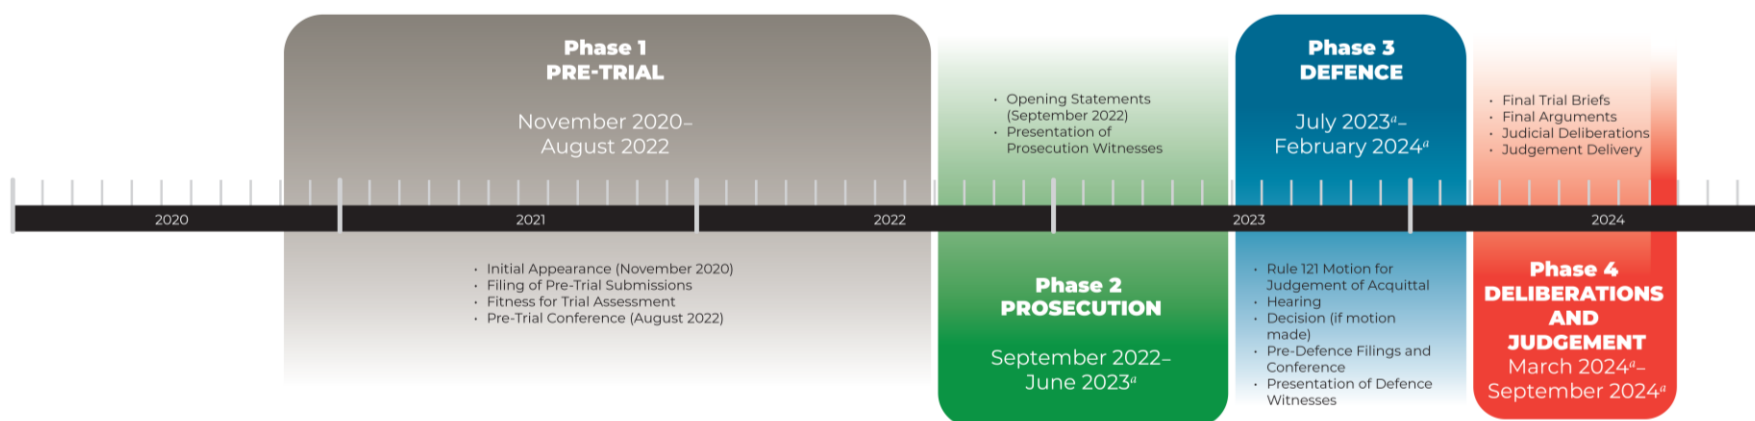 Phase 1
PRE-TRIAL
November 2020–
August 2022
• Opening Statements
(September 2022)
• Presentation of
Prosecution Witnesses
Phase 3
DEFENCE
July 2023ᵃ–
February 2024ᵃ
• Final Trial Briefs
• Final Arguments
• Judicial Deliberations
• Judgement Delivery
2020
2021
2022
2023
2024
• Initial Appearance (November 2020)
• Filing of Pre-Trial Submissions
• Fitness for Trial Assessment
• Pre-Trial Conference (August 2022)
Phase 2
PROSECUTION
September 2022–
June 2023ᵃ
• Rule 121 Motion for
Judgement of Acquittal
• Hearing
• Decision (if motion
made)
• Pre-Defence Filings and
Conference
• Presentation of Defence
Witnesses
Phase 4
DELIBERATIONS
AND
JUDGEMENT
March 2024ᵃ–
September 2024ᵃ